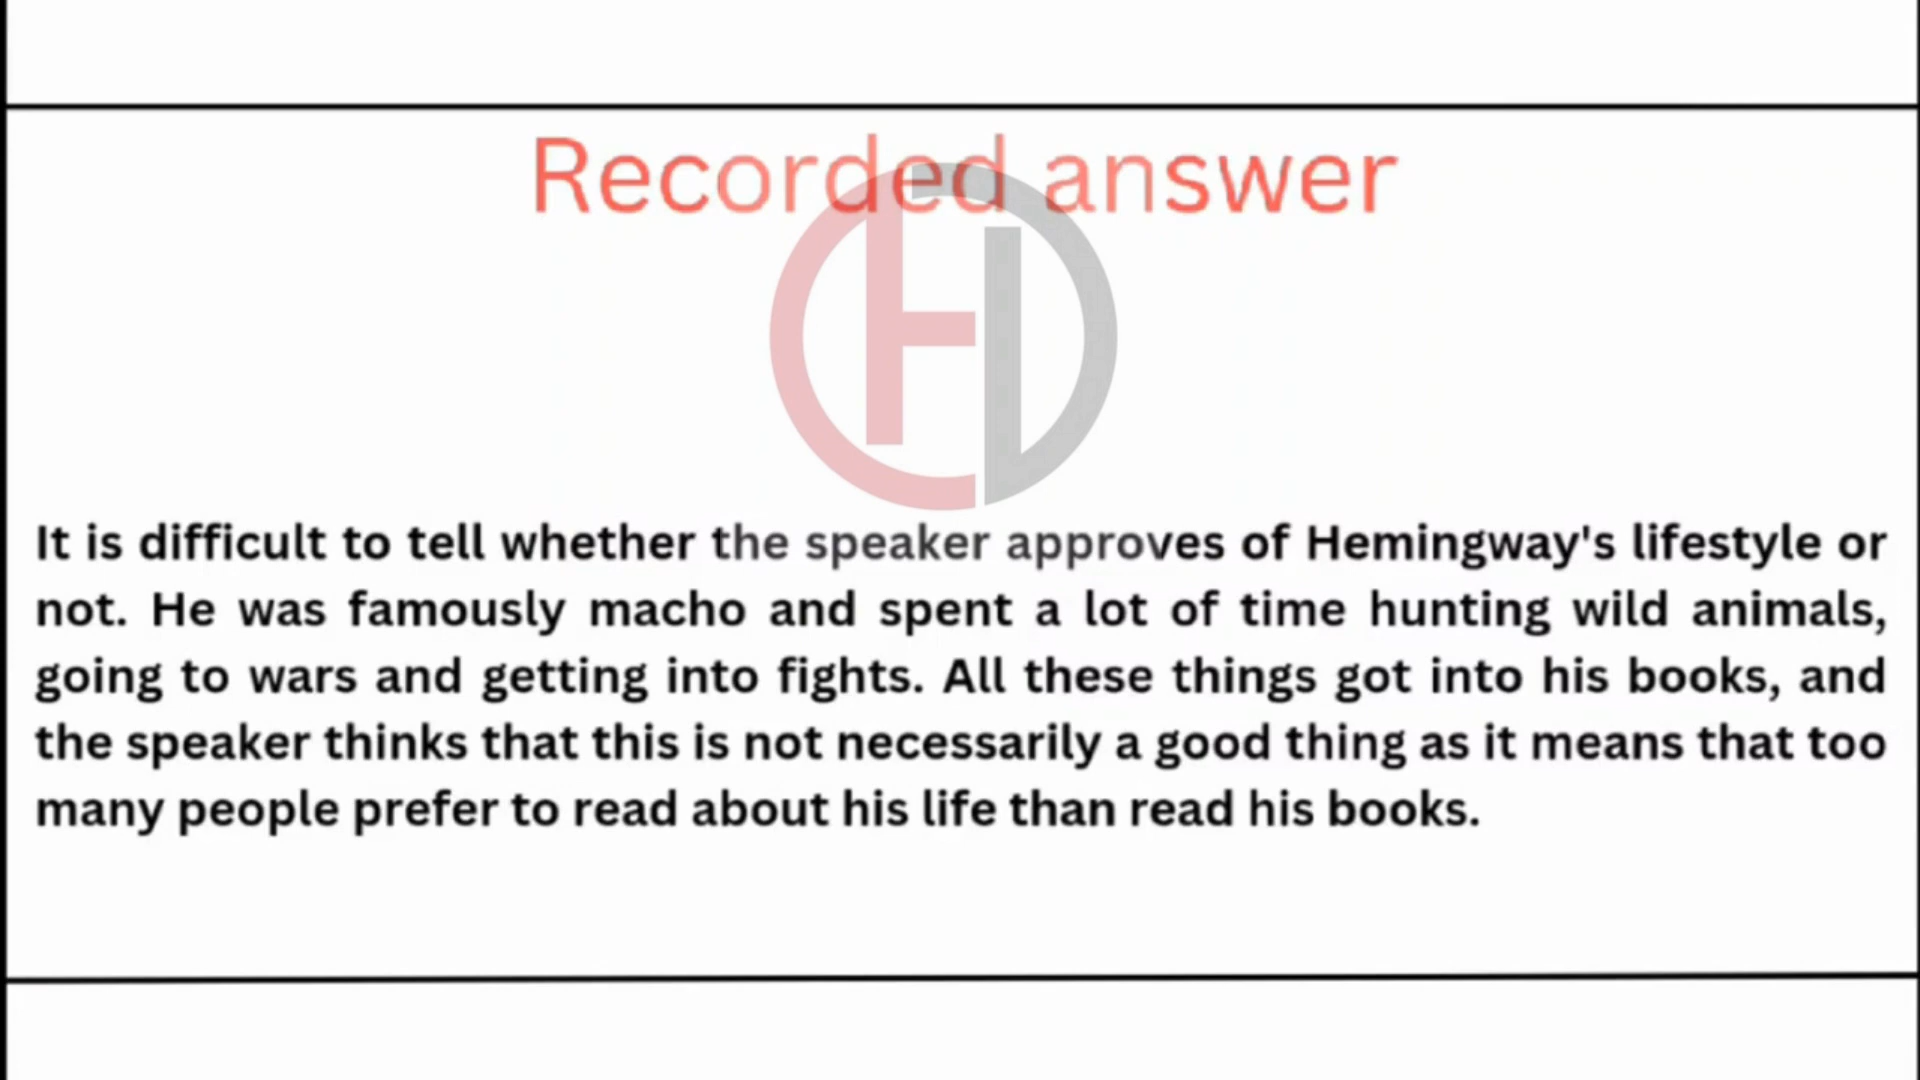 Recorded answer
It is difficult to tell whether the speaker approves of Hemingway's lifestyle or
not. He was famously macho and spent a lot of time hunting wild animals,
going to wars and getting into fights. All these things got into his books, and
the speaker thinks that this is not necessarily a good thing as it means that too
many people prefer to read about his life than read his books.